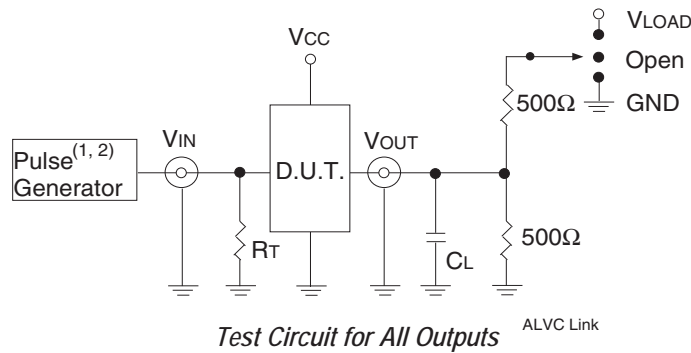 VLOAD
VCC
Open
500Ω
GND
VIN
VOUT
Pulse(1, 2)
Generator
D.U.T.
RT
CL
500Ω
Test Circuit for All Outputs
ALVC Link